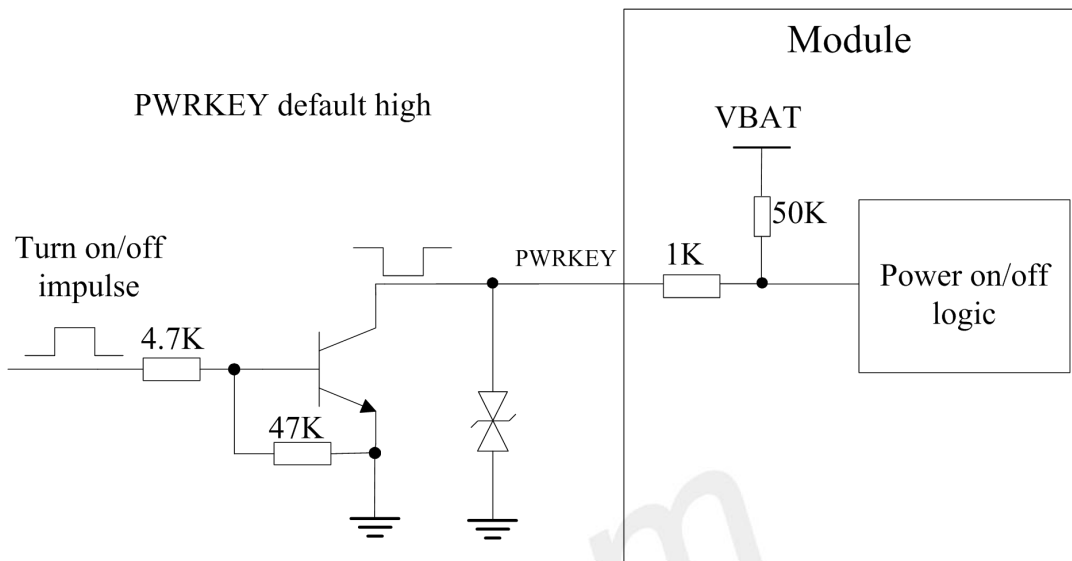 Module
PWRKEY default high
VBAT
50K
Turn on/off
impulse
PWRKEY
1K
Power on/off
logic
4.7K
47K
m